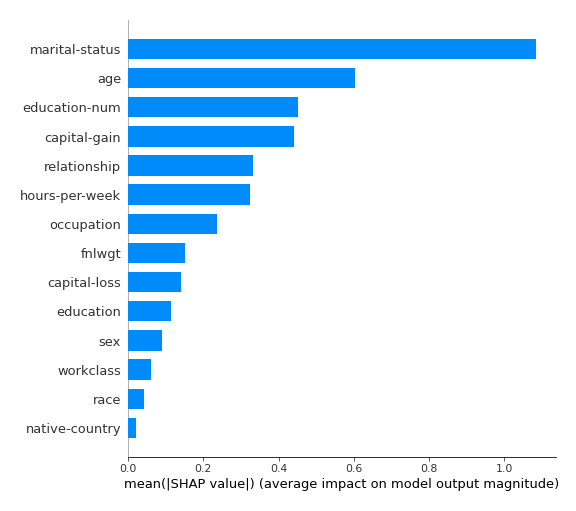 marital-status
age
education-num
capital-gain
relationship
hours-per-week
occupation
fnlwgt
capital-loss
education
sex
workclass
race
native-country
0.0 0.2 0.4 0.6 0.8 1.0
mean(|SHAP value|) (average impact on model output magnitude)